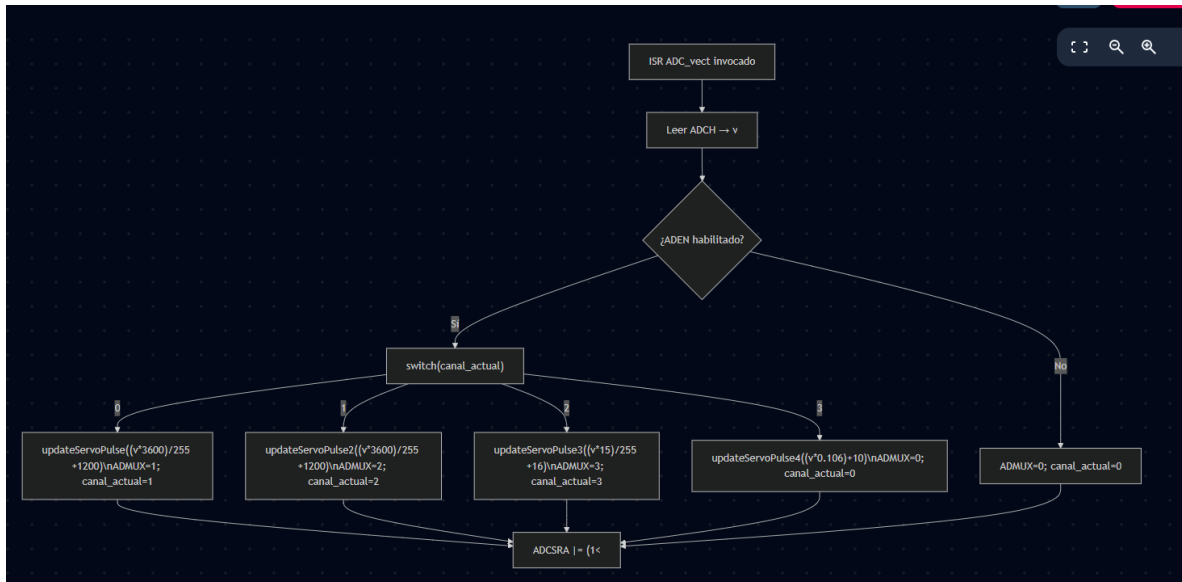 ISR ADC_vect invocado
Leer ADCH → v
¿ADEN habilitado?
Sí
No
switch(canal_actual)
0
1
2
3
updateServoPulse((v*3600)/255
+1200)\nADMUX=1;
canal_actual=1
updateServoPulse2((v*3600)/255
+1200)\nADMUX=2;
canal_actual=2
updateServoPulse3((v*15)/255
+16)\nADMUX=3;
canal_actual=3
updateServoPulse4((v*0.106)+10)\nADMUX=0;
canal_actual=0
ADMUX=0; canal_actual=0
ADCSRA |= (1<